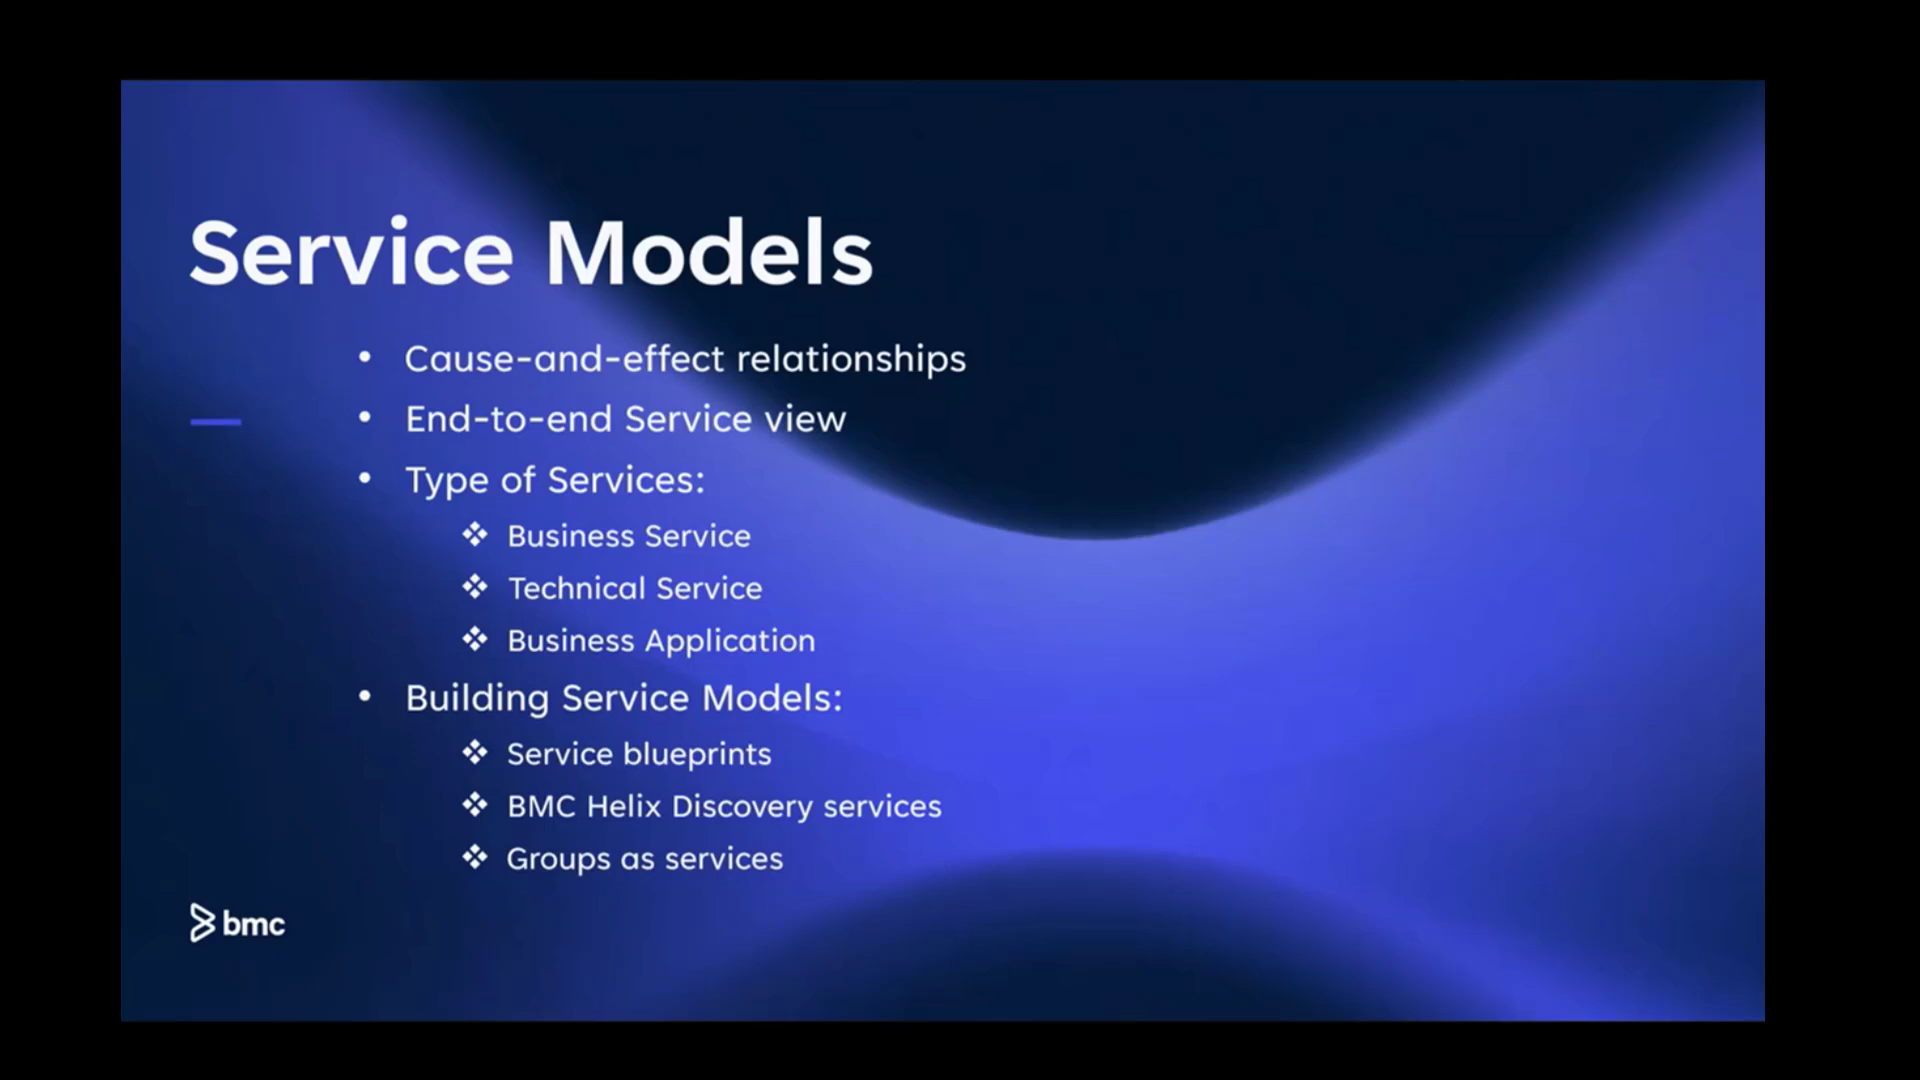 Service Models
• Cause-and-effect relationships
• End-to-end Service view
• Type of Services:
❖ Business Service
❖ Technical Service
❖ Business Application
• Building Service Models:
❖ Service blueprints
❖ BMC Helix Discovery services
❖ Groups as services
bmc